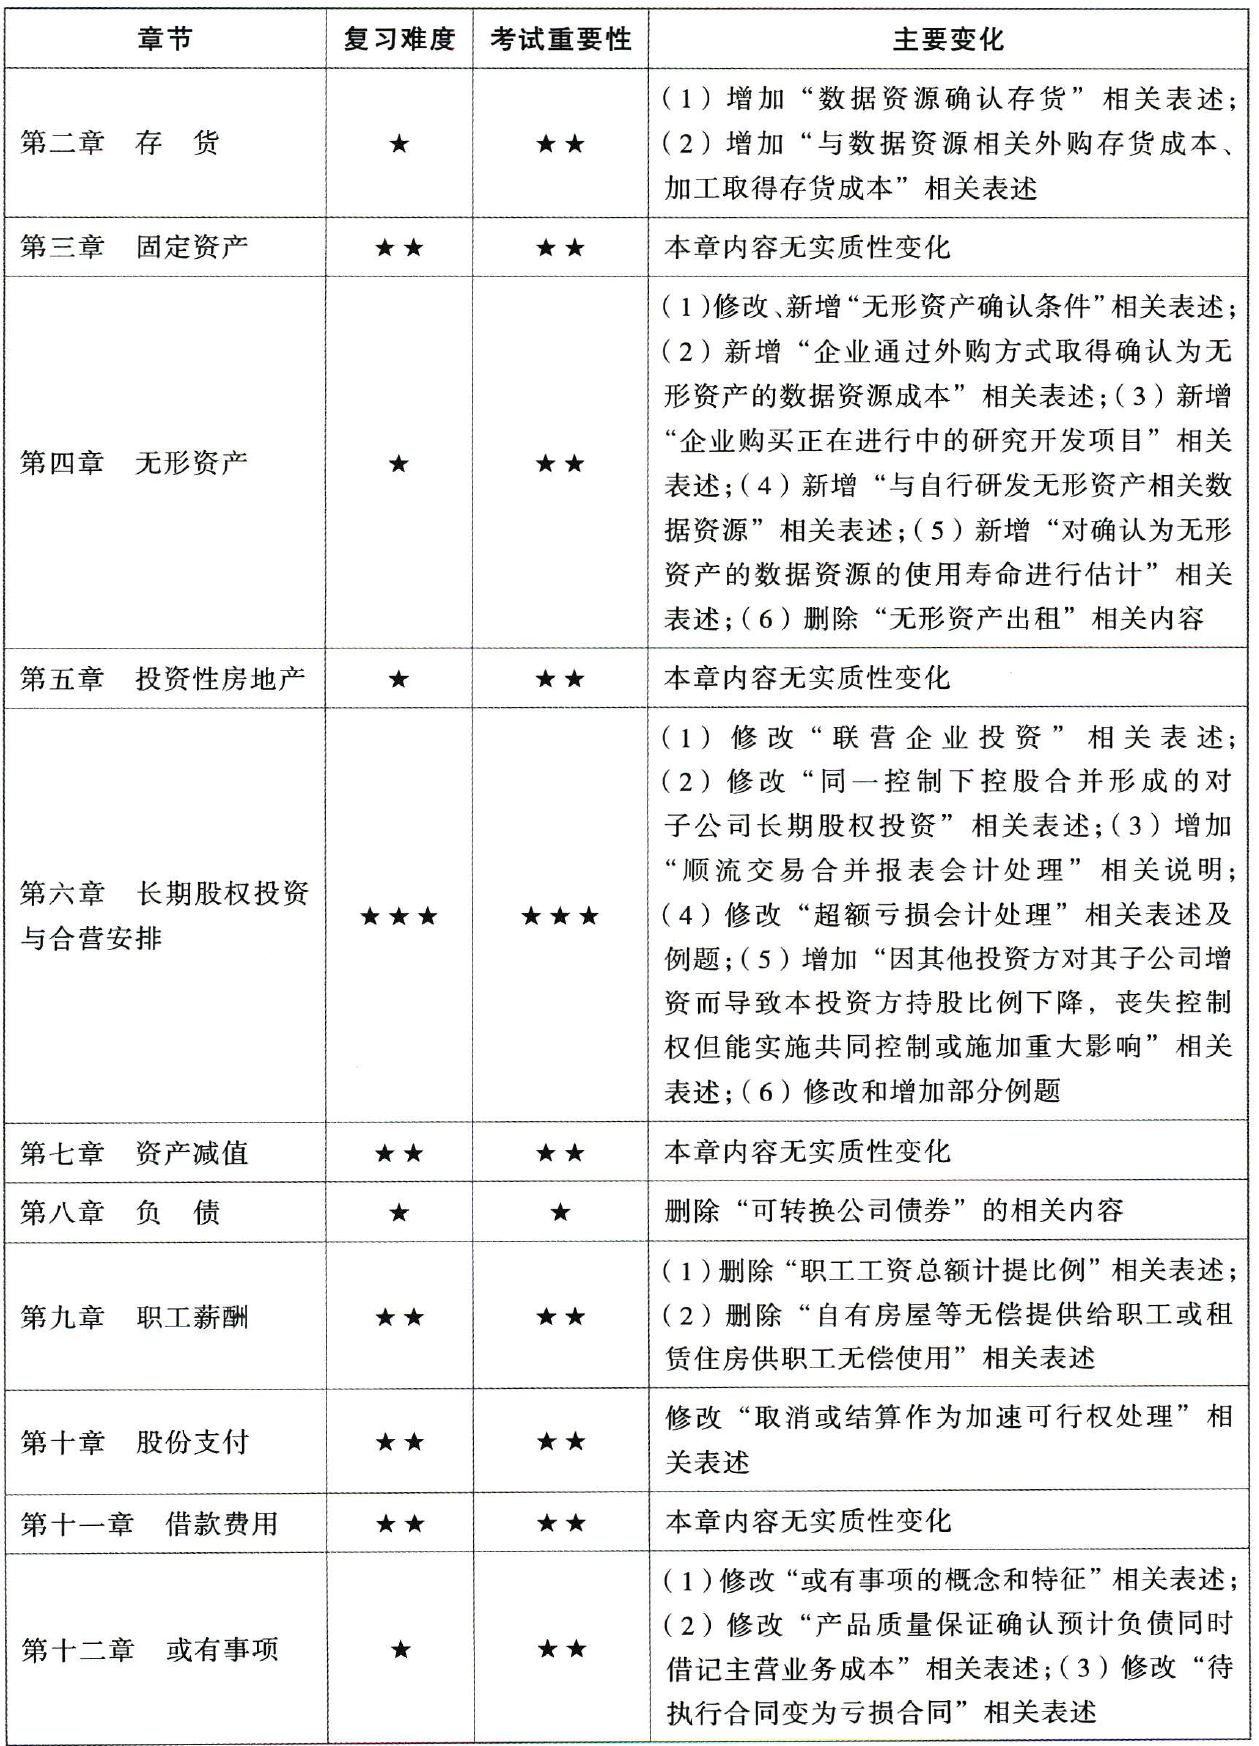 章节 复习难度 考试重要性 主要变化
第二章 存 货 ★ ★★
(1)增加“数据资源确认存货”相关表述;
(2)增加“与数据资源相关外购存货成本、
加工取得存货成本”相关表述
第三章 固定资产 ★★ ★★ 本章内容无实质性变化
第四章 无形资产 ★ ★★
(1)修改、新增“无形资产确认条件”相关表述;
(2)新增“企业通过外购方式取得确认为无
形资产的数据资源成本”相关表述;(3)新增
“企业购买正在进行中的研究开发项目”相关
表述;(4)新增“与自行研发无形资产相关数
据资源”相关表述;(5)新增“对确认为无形
资产的数据资源的使用寿命进行估计”相关
表述;(6)删除“无形资产出租”相关内容
第五章 投资性房地产 ★ ★★ 本章内容无实质性变化
第六章 长期股权投资
与合营安排 ★★★ ★★★
(1)修改“联营企业投资”相关表述;
(2)修改“同一控制下控股合并形成的对
子公司长期股权投资”相关表述;(3)增加
“顺流交易合并报表会计处理”相关说明;
(4)修改“超额亏损会计处理”相关表述及
例题;(5)增加“因其他投资方对其子公司增
资而导致本投资方持股比例下降，丧失控制
权但能实施共同控制或施加重大影响”相关
表述;(6)修改和增加部分例题
第七章 资产减值 ★★ ★★ 本章内容无实质性变化
第八章 负 债 ★ ★ 删除“可转换公司债券”的相关内容
第九章 职工薪酬 ★★ ★★
(1)删除“职工工资总额计提比例”相关表述;
(2)删除“自有房屋等无偿提供给职工或租
赁住房供职工无偿使用”相关表述
第十章 股份支付 ★★ ★★
修改“取消或结算作为加速可行权处理”相
关表述
第十一章 借款费用 ★★ ★★ 本章内容无实质性变化
第十二章 或有事项 ★ ★★
(1)修改“或有事项的概念和特征”相关表述;
(2)修改“产品质量保证确认预计负债同时
借记主营业务成本”相关表述;(3)修改“待
执行合同变为亏损合同”相关表述